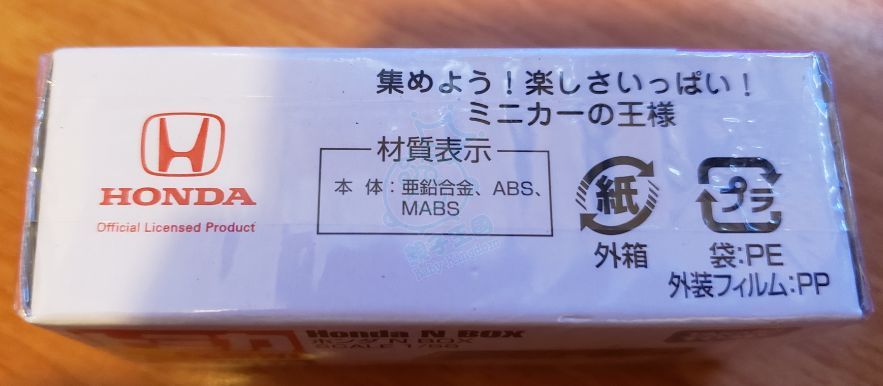 集めよう！楽しさいっぱい！
ミニカーの王様
HONDA
Official Licensed Product
材質表示
本 体：亜鉛合金、ABS、
MABS
紙
外箱
プラ
袋：PE
外装フィルム：PP
Honda N BOX
ホンダ N BOX